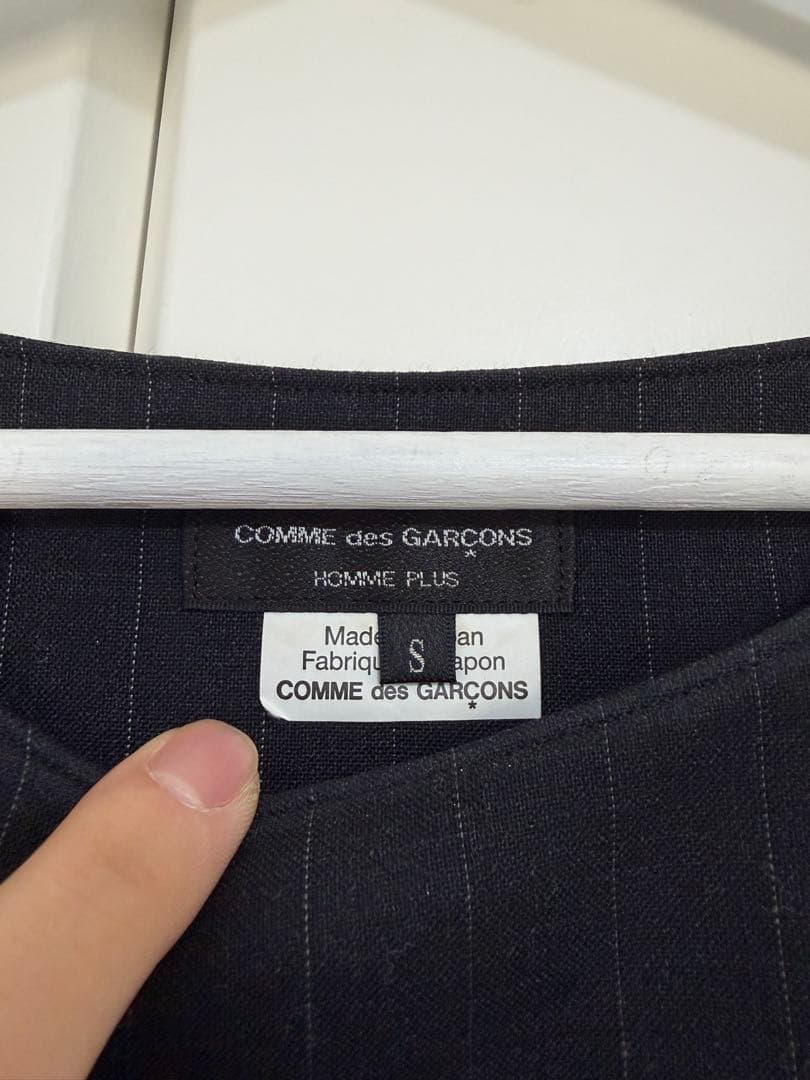 COMME des GARÇONS
HOMME PLUS
Made an
S
Fabriqu apon
COMME des GARÇONS
*